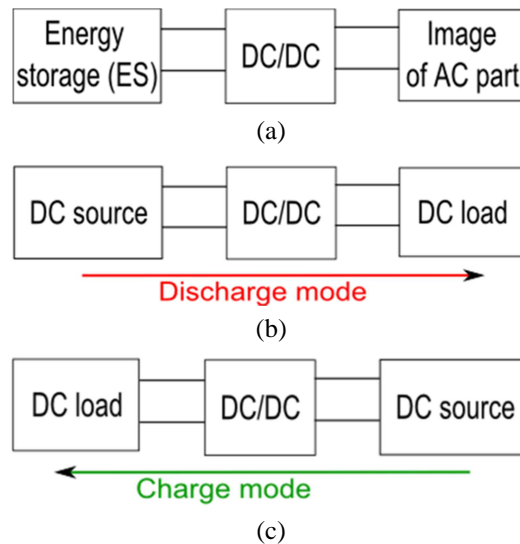 Energy
storage (ES)
DC/DC
Image
of AC part
(a)
DC source
DC/DC
DC load
Discharge mode
(b)
DC load
DC/DC
DC source
Charge mode
(c)